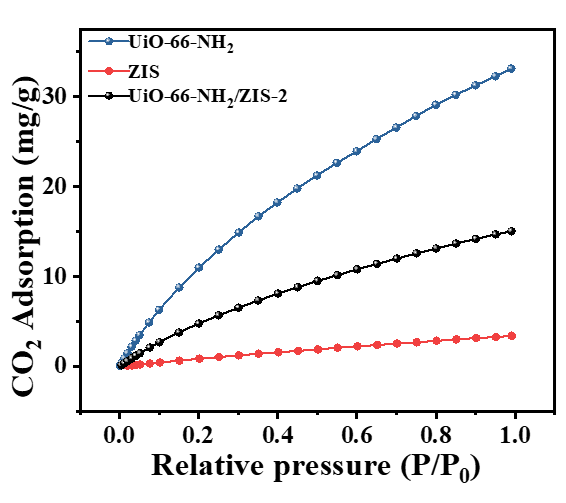 UiO-66-NH₂
ZIS
UiO-66-NH₂/ZIS-2
CO₂ Adsorption (mg/g)
30
20
10
0
0.0 0.2 0.4 0.6 0.8 1.0
Relative pressure (P/P₀)